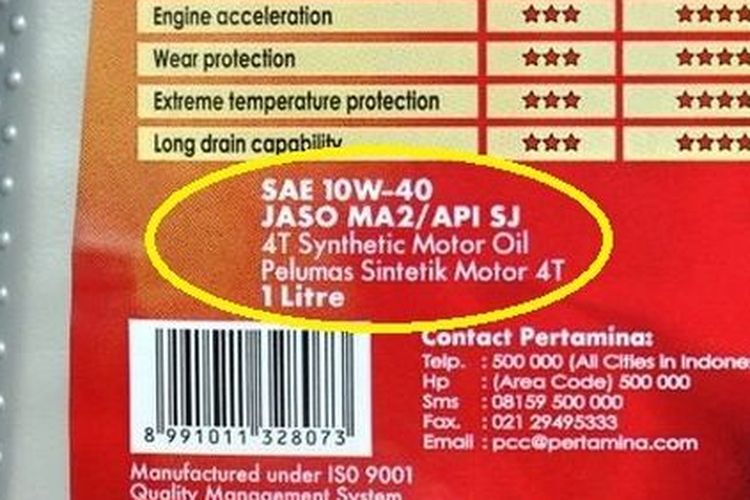 Engine acceleration
Wear protection
Extreme temperature protection
Long drain capability
SAE 10W-40
JASO MA2/API SJ
4T Synthetic Motor Oil
Pelumas Sintetik Motor 4T
1 Litre
8 991011 328073
Contact Pertamina:
Telp. : 500 000 (All Cities in Indone
Hp : (Area Code) 500 000
Sms : 08159 500 000
Fax. : 021 29495333
Email : pcc@pertamina.com
Manufactured under ISO 9001
Quality Management System